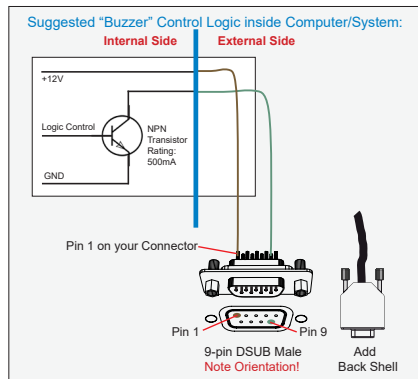 Suggested “Buzzer” Control Logic inside Computer/System:
Internal Side
External Side
+12V
Logic Control
NPN
Transistor
Rating:
500mA
GND
Pin 1 on your Connector
Pin 1
Pin 9
9-pin DSUB Male
Note Orientation!
Add
Back Shell